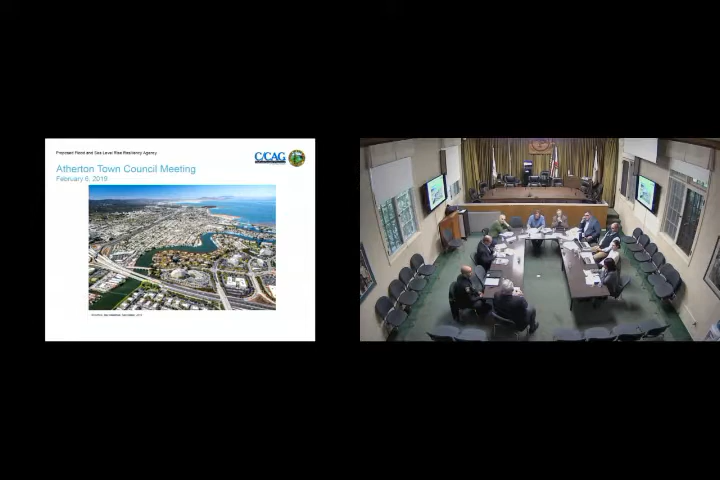 Proposed Flood and Sea Level Rise Resiliency Agency
C/CAG
Atherton Town Council Meeting
February 6, 2019